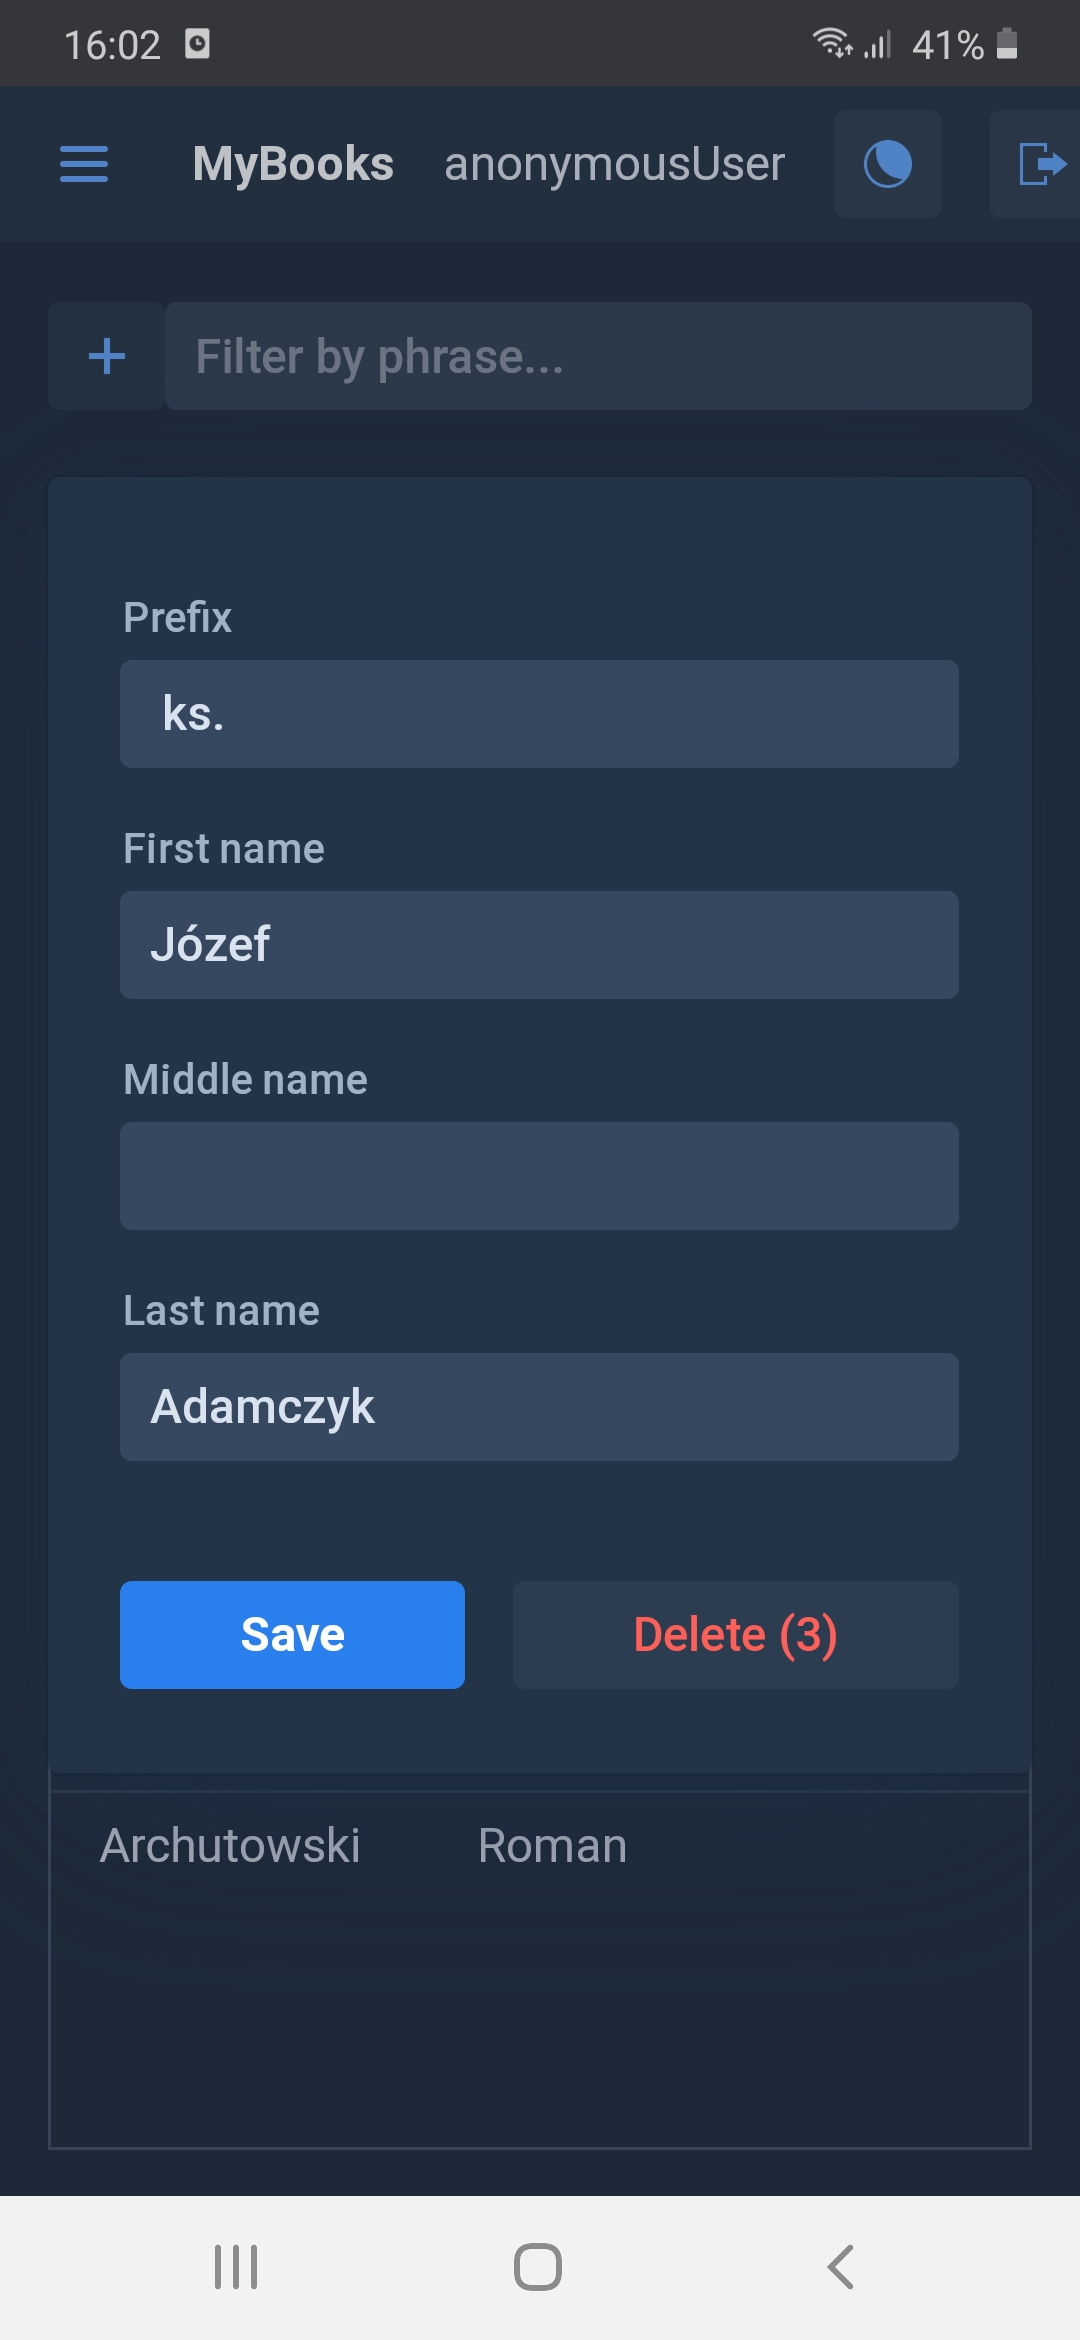 16:02 41%
MyBooks anonymousUser
Filter by phrase...
Prefix
ks.
First name
Józef
Middle name
Last name
Adamczyk
Save Delete (3)
Archutowski Roman